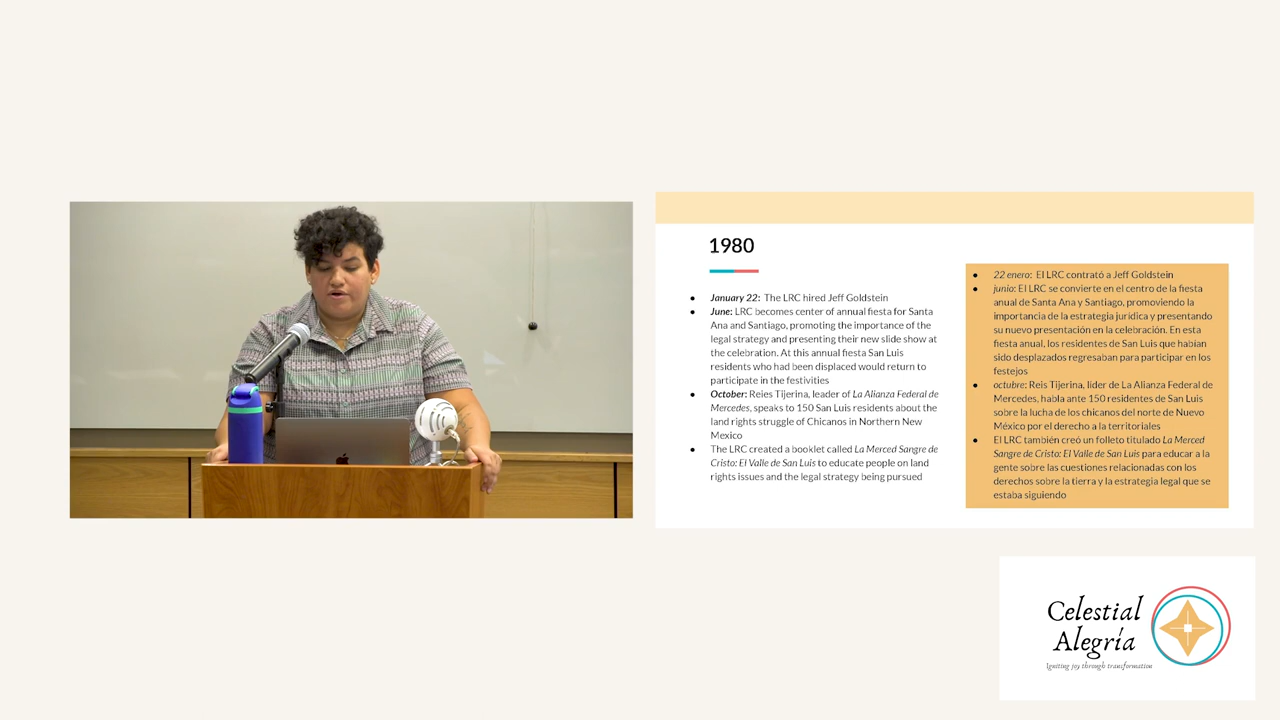 1980
● January 22: The LRC hired Jeff Goldstein
● June: LRC becomes center of annual fiesta for Santa
Ana and Santiago, promoting the importance of the
legal strategy and presenting their new slide show at
the celebration. At this annual fiesta San Luis
residents who had been displaced would return to
participate in the festivities
● October: Reies Tijerina, leader of La Alianza Federal de
Mercedes, speaks to 150 San Luis residents about the
land rights struggle of Chicanos in Northern New
Mexico
● The LRC created a booklet called La Merced Sangre de
Cristo: El Valle de San Luis to educate people on land
rights issues and the legal strategy being pursued
● 22 enero: El LRC contrató a Jeff Goldstein
● junio: El LRC se convierte en el centro de la fiesta
anual de Santa Ana y Santiago, promoviendo la
importancia de la estrategia jurídica y presentando
su nuevo presentación en la celebración. En esta
fiesta anual, los residentes de San Luis que habían
sido desplazados regresaban para participar en los
festejos
● octubre: Reis Tijerina, líder de La Alianza Federal de
Mercedes, habla ante 150 residentes de San Luis
sobre la lucha de los chicanos del norte de Nuevo
México por el derecho a la territoriales
● El LRC también creó un folleto titulado La Merced
Sangre de Cristo: El Valle de San Luis para educar a la
gente sobre las cuestiones relacionadas con los
derechos sobre la tierra y la estrategia legal que se
estaba siguiendo
Celestial
Alegría
Igniting joy through transformation